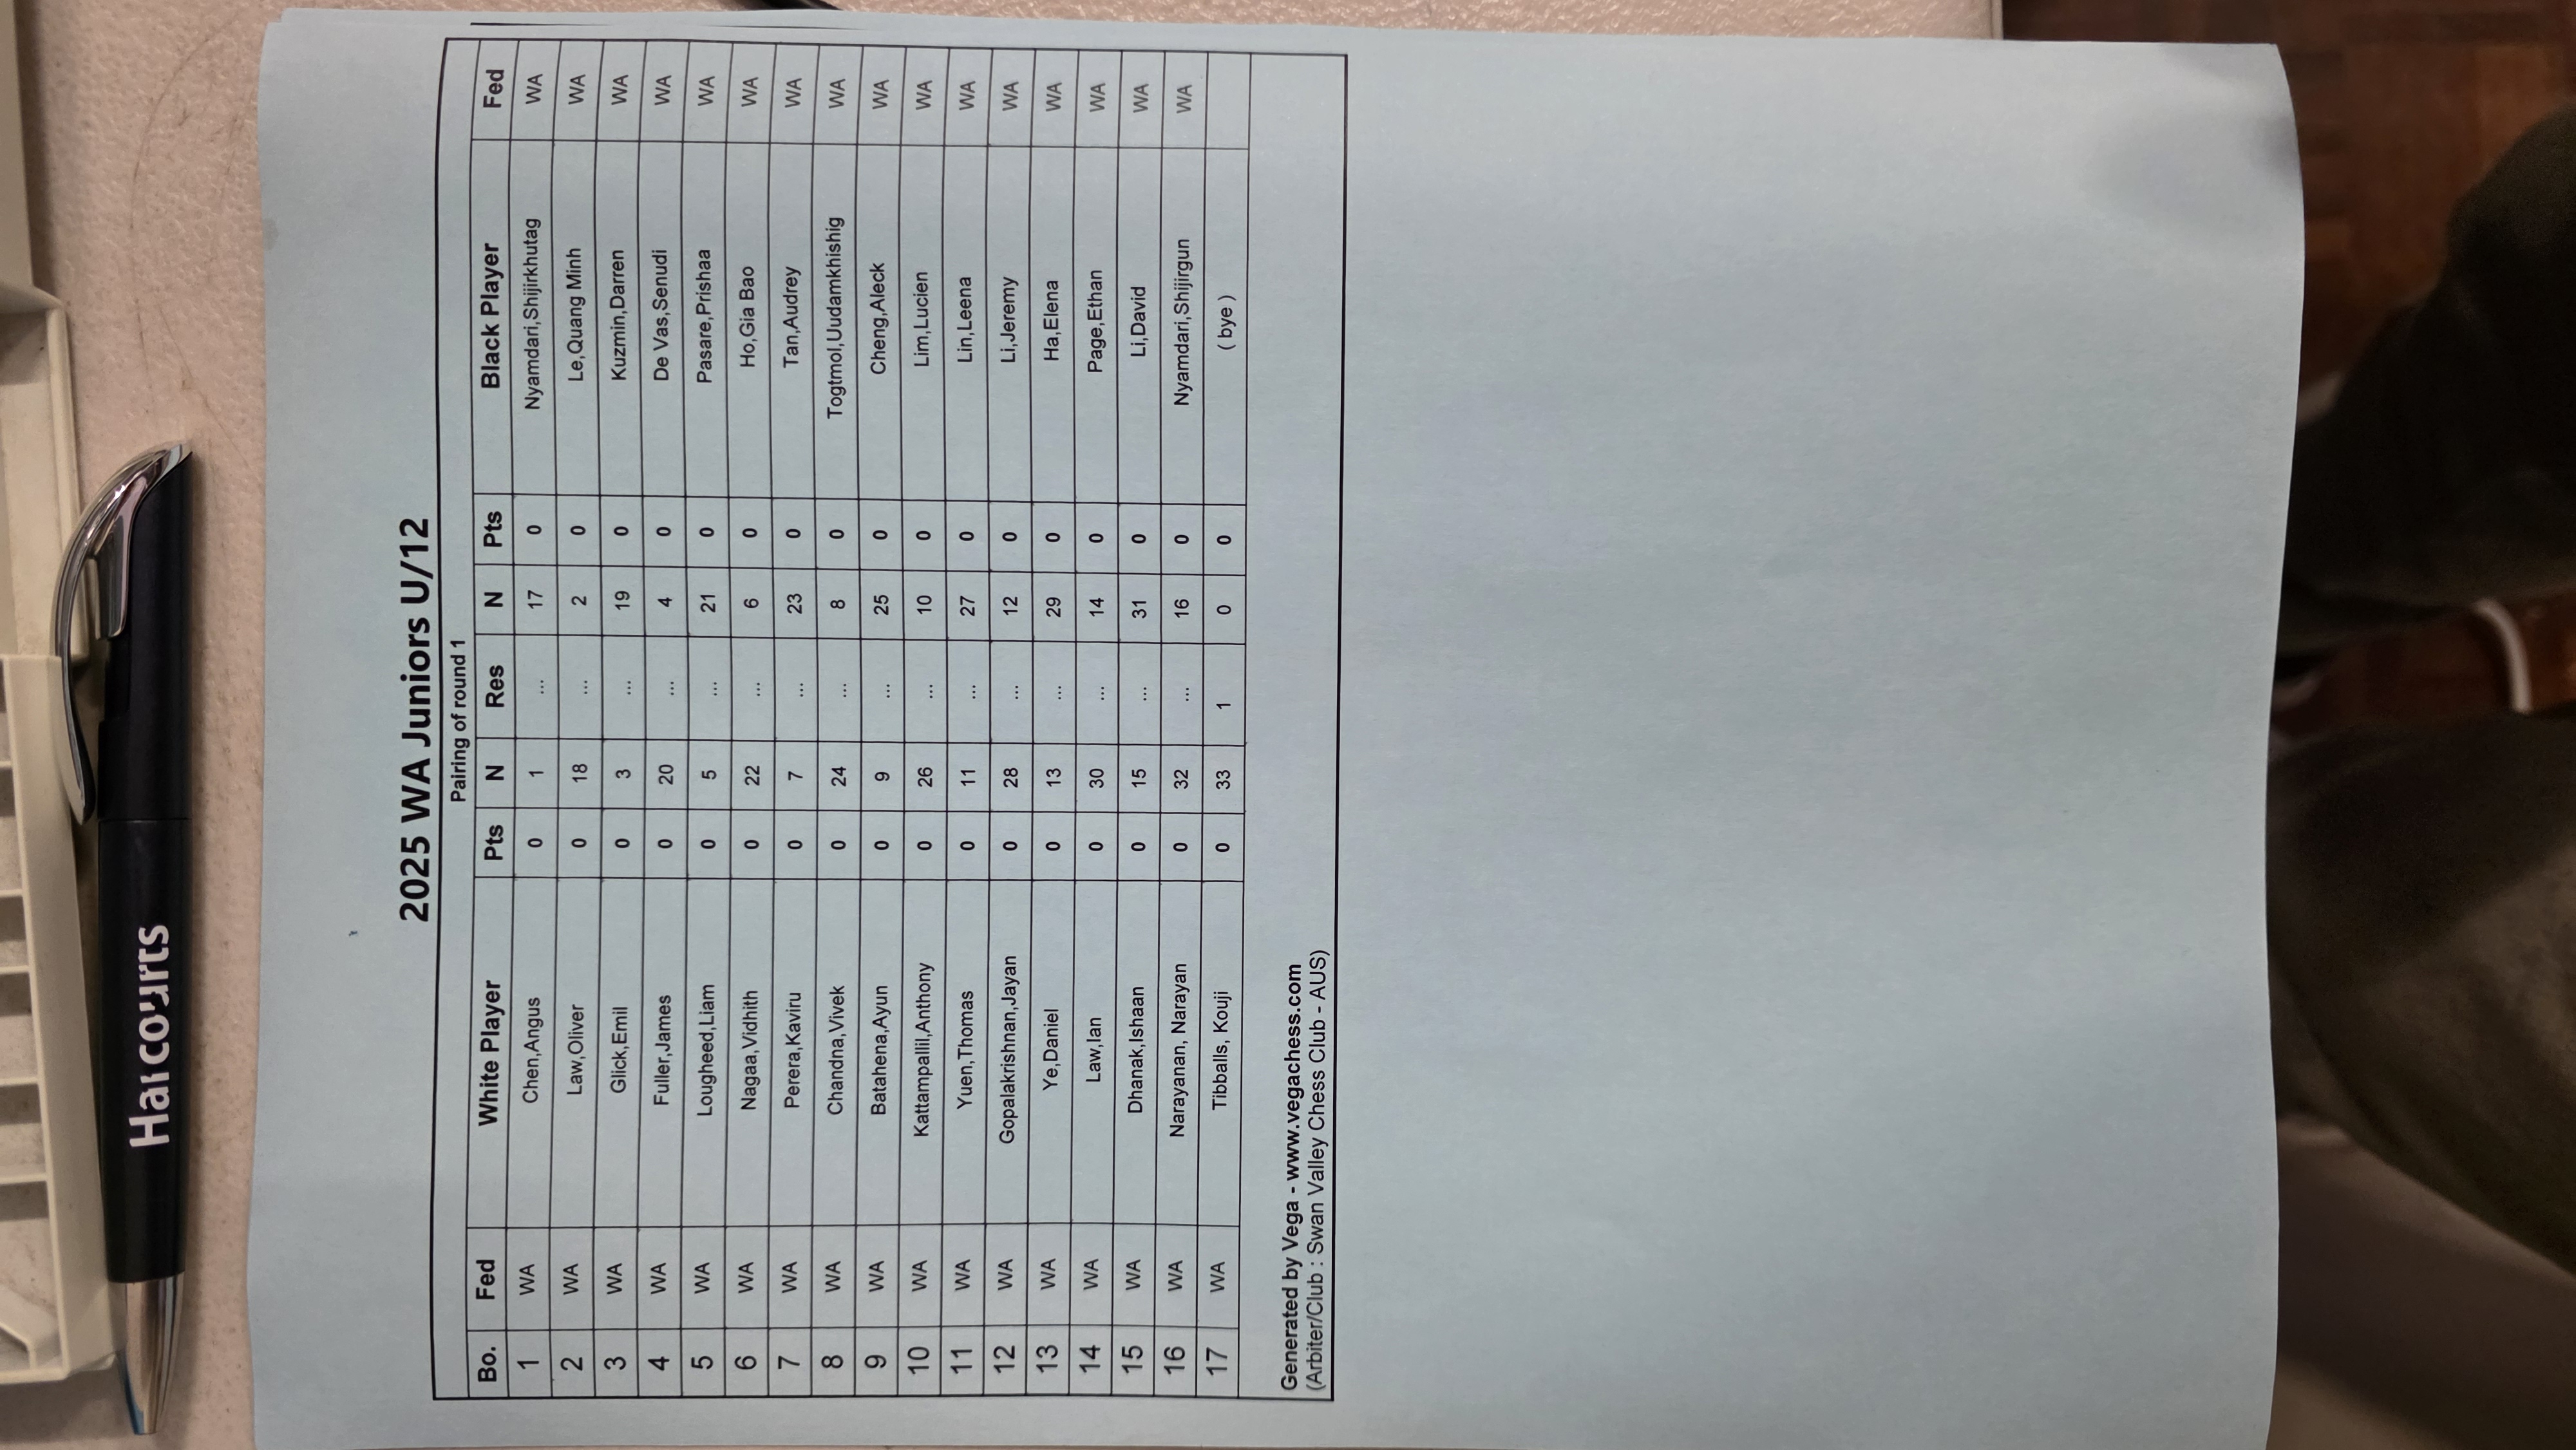 Harcourts
2025 WA Juniors U/12
Pairing of round 1
Bo. Fed White Player Pts N Res N Pts Black Player Fed
1 WA Chen,Angus 0 1 ... 17 0 Nyamdari,Shijirkhutag WA
2 WA Law,Oliver 0 18 ... 2 0 Le,Quang Minh WA
3 WA Glick,Emil 0 3 ... 19 0 Kuzmin,Darren WA
4 WA Fuller,James 0 20 ... 4 0 De Vas,Senudi WA
5 WA Lougheed,Liam 0 5 ... 21 0 Pasare,Prishaa WA
6 WA Nagaa,Vidhith 0 22 ... 6 0 Ho,Gia Bao WA
7 WA Perera,Kaviru 0 7 ... 23 0 Tan,Audrey WA
8 WA Chandna,Vivek 0 24 ... 8 0 Togtmol,Uudamkhishig WA
9 WA Batahena,Ayun 0 9 ... 25 0 Cheng,Aleck WA
10 WA Kattampallil,Anthony 0 26 ... 10 0 Lim,Lucien WA
11 WA Yuen,Thomas 0 11 ... 27 0 Lin,Leena WA
12 WA Gopalakrishnan,Jayan 0 28 ... 12 0 Li,Jeremy WA
13 WA Ye,Daniel 0 13 ... 29 0 Ha,Elena WA
14 WA Law,Ian 0 30 ... 14 0 Page,Ethan WA
15 WA Dhanak,Ishaan 0 15 ... 31 0 Li,David WA
16 WA Narayanan, Narayan 0 32 ... 16 0 Nyamdari,Shijirgun WA
17 WA Tibballs, Kouji 0 33 1 0 0 ( bye )
Generated by Vega - www.vegachess.com
(Arbiter/Club : Swan Valley Chess Club - AUS)